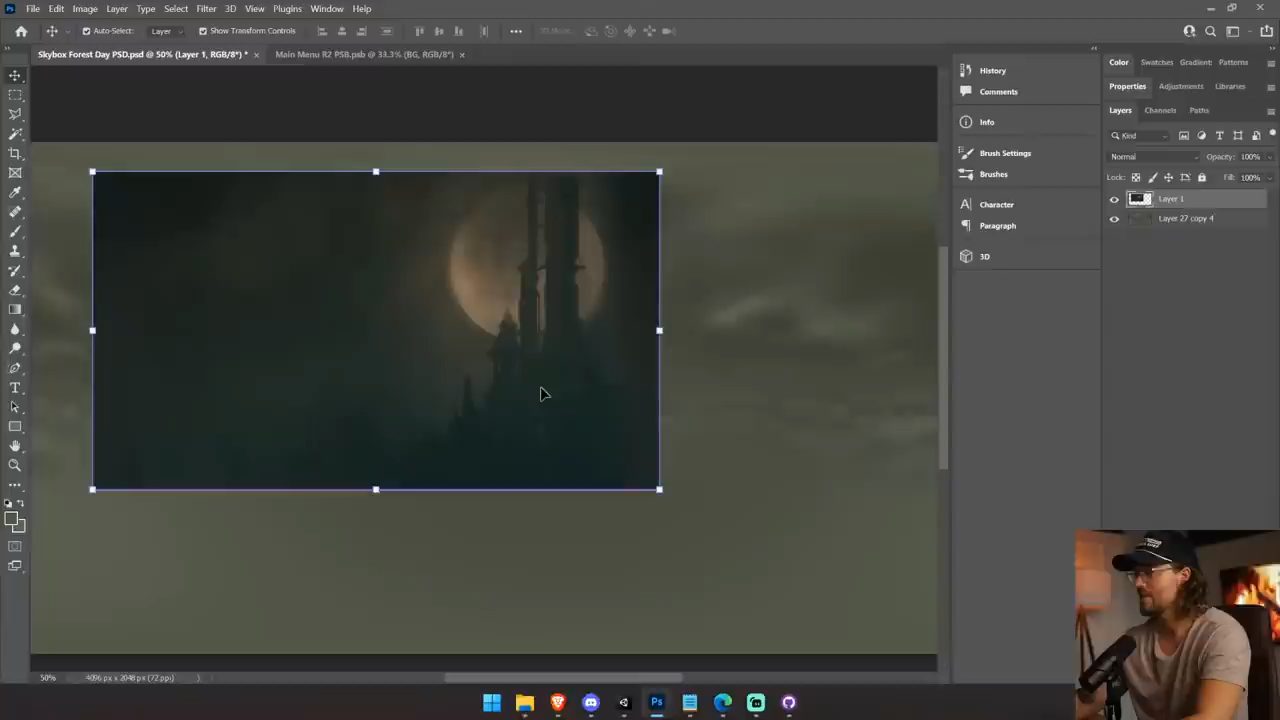 Ps File Edit Image Layer Type Select Filter 3D View Plugins Window Help
Auto-Select: Layer Show Transform Controls
Skybox Forest Day PSD.psd @ 50% (Layer 1, RGB/8*) * × Main Menu R2 PSB.psb @ 33.3% (BG, RGB/8*) ×
History
Comments
Info
Brush Settings
Brushes
Character
Paragraph
3D
Color Swatches Gradients Patterns
Properties Adjustments Libraries
Layers Channels Paths
Kind
Normal Opacity: 100%
Lock: Fill: 100%
Layer 1
Layer 27 copy 4
50% 4096 px x 2048 px (72 ppi)
Ps